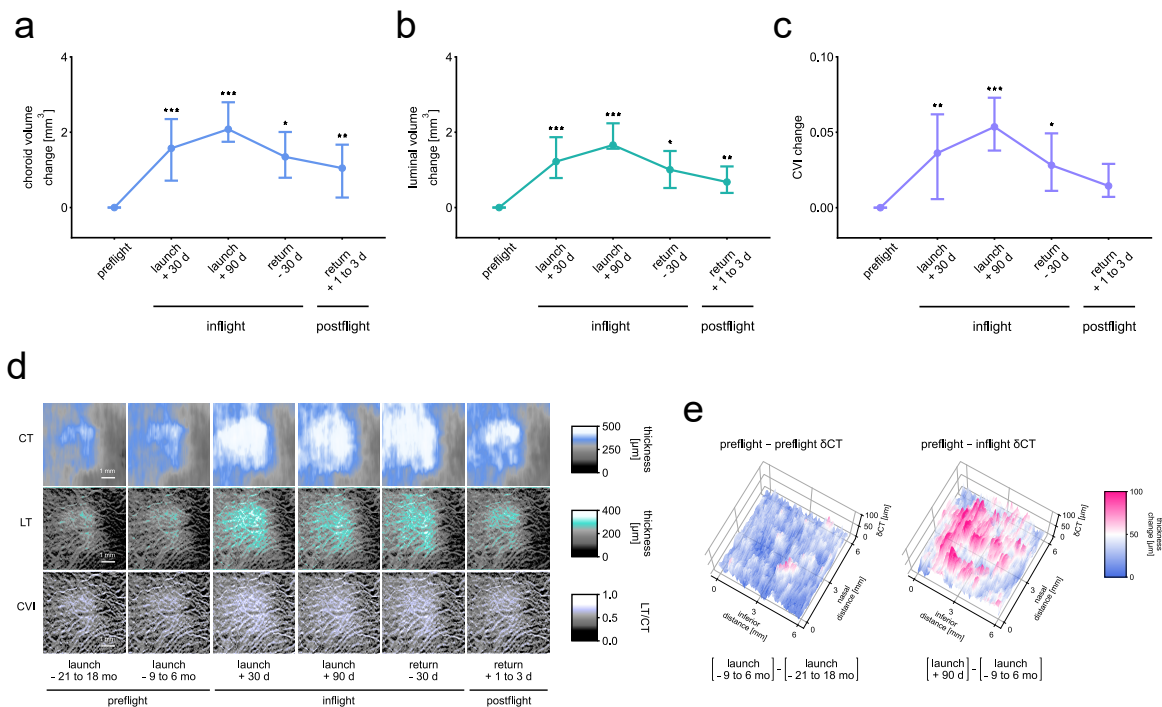 a
choroid volume
change [mm³]
4
2
0
***
***
*
**
preflight
launch
+ 30 d
launch
+ 90 d
return
- 30 d
return
+ 1 to 3 d
inflight
postflight
b
luminal volume
change [mm³]
4
2
0
***
***
*
**
preflight
launch
+ 30 d
launch
+ 90 d
return
- 30 d
return
+ 1 to 3 d
inflight
postflight
c
CVI change
0.10
0.05
0.00
**
***
*
preflight
launch
+ 30 d
launch
+ 90 d
return
- 30 d
return
+ 1 to 3 d
inflight
postflight
d
CT
1 mm
500
250
0
thickness
[µm]
LT
1 mm
400
200
0
thickness
[µm]
CVI
1 mm
1.0
0.5
0.0
LT/CT
launch
- 21 to 18 mo
launch
- 9 to 6 mo
launch
+ 30 d
launch
+ 90 d
return
- 30 d
return
+ 1 to 3 d
preflight
inflight
postflight
e
preflight – preflight δCT
100
50
0
δCT [µm]
6
3
0
nasal
distance [mm]
0
3
6
inferior
distance [mm]
[launch - 9 to 6 mo] – [launch - 21 to 18 mo]
preflight – inflight δCT
100
50
0
δCT [µm]
6
3
0
nasal
distance [mm]
0
3
6
inferior
distance [mm]
[launch + 90 d] – [launch - 9 to 6 mo]
100
50
0
thickness
change [µm]